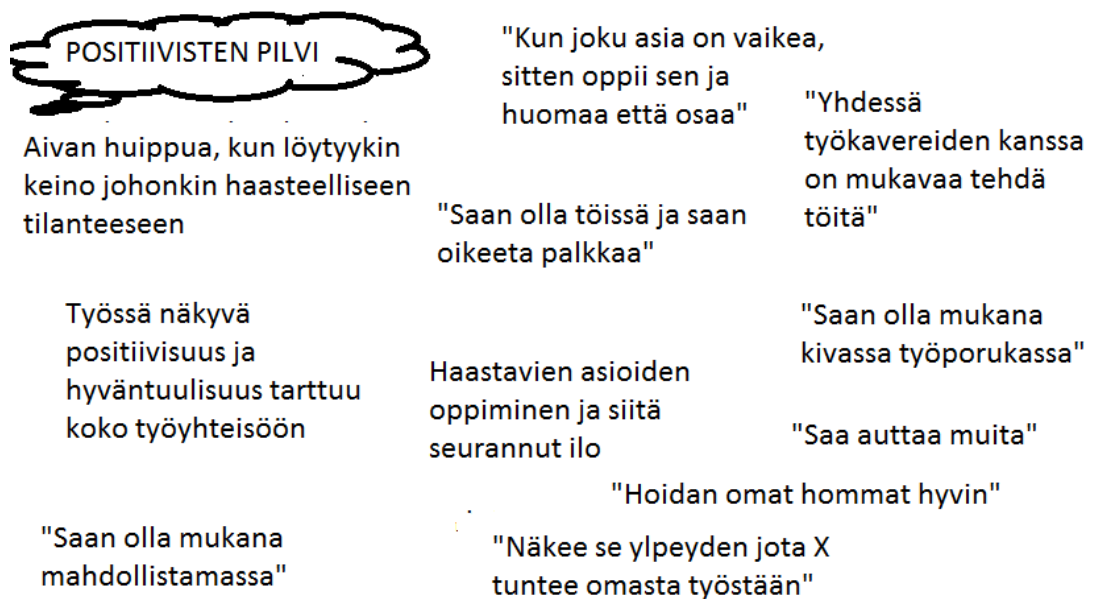 POSITIIVISTEN PILVI
"Kun joku asia on vaikea,
sitten oppii sen ja
huomaa että osaa"
"Yhdessä
työkavereiden kanssa
on mukavaa tehdä
töitä"
Aivan huippua, kun löytyykin
keino johonkin haasteelliseen
tilanteeseen
"Saan olla töissä ja saan
oikeeta palkkaa"
Työssä näkyvä
positiivisuus ja
hyväntuulisuus tarttuu
koko työyhteisöön
"Saan olla mukana
kivassa työporukassa"
Haastavien asioiden
oppiminen ja siitä
seurannut ilo
"Saa auttaa muita"
"Hoidan omat hommat hyvin"
"Saan olla mukana
mahdollistamassa"
"Näkee se ylpeyden jota X
tuntee omasta työstään"